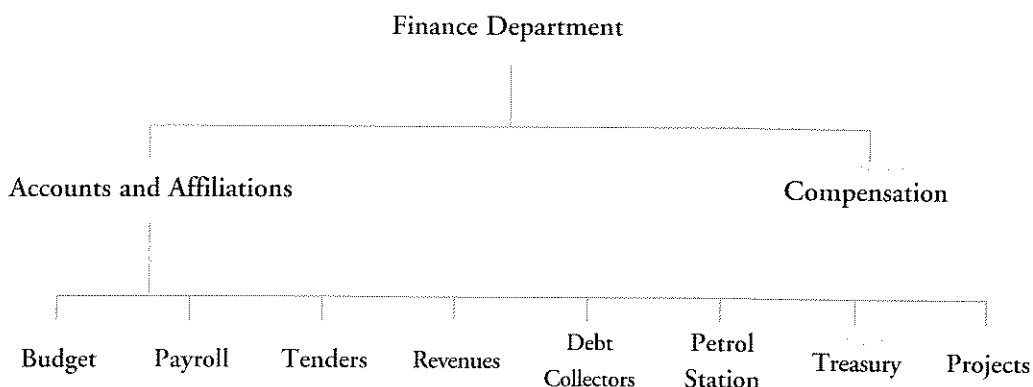 Finance Department
Accounts and Affiliations
Compensation
Budget
Payroll
Tenders
Revenues
Debt
Collectors
Petrol
Station
Treasury
Projects